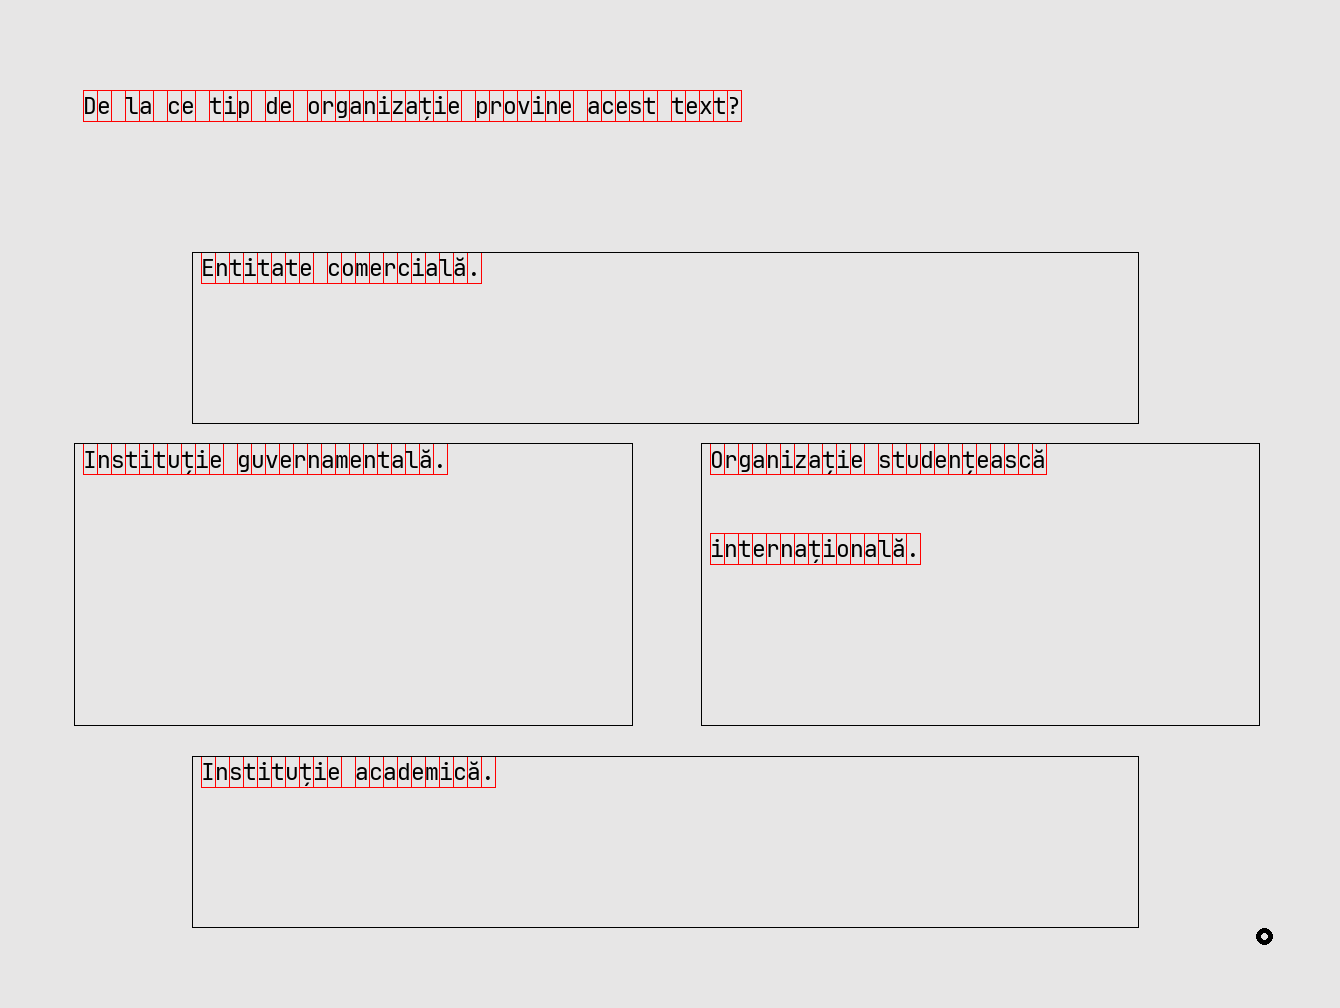 De la ce tip de organizație provine acest text?
Entitate comercială.
Instituție guvernamentală.
Organizație studențească
internațională.
Instituție academică.